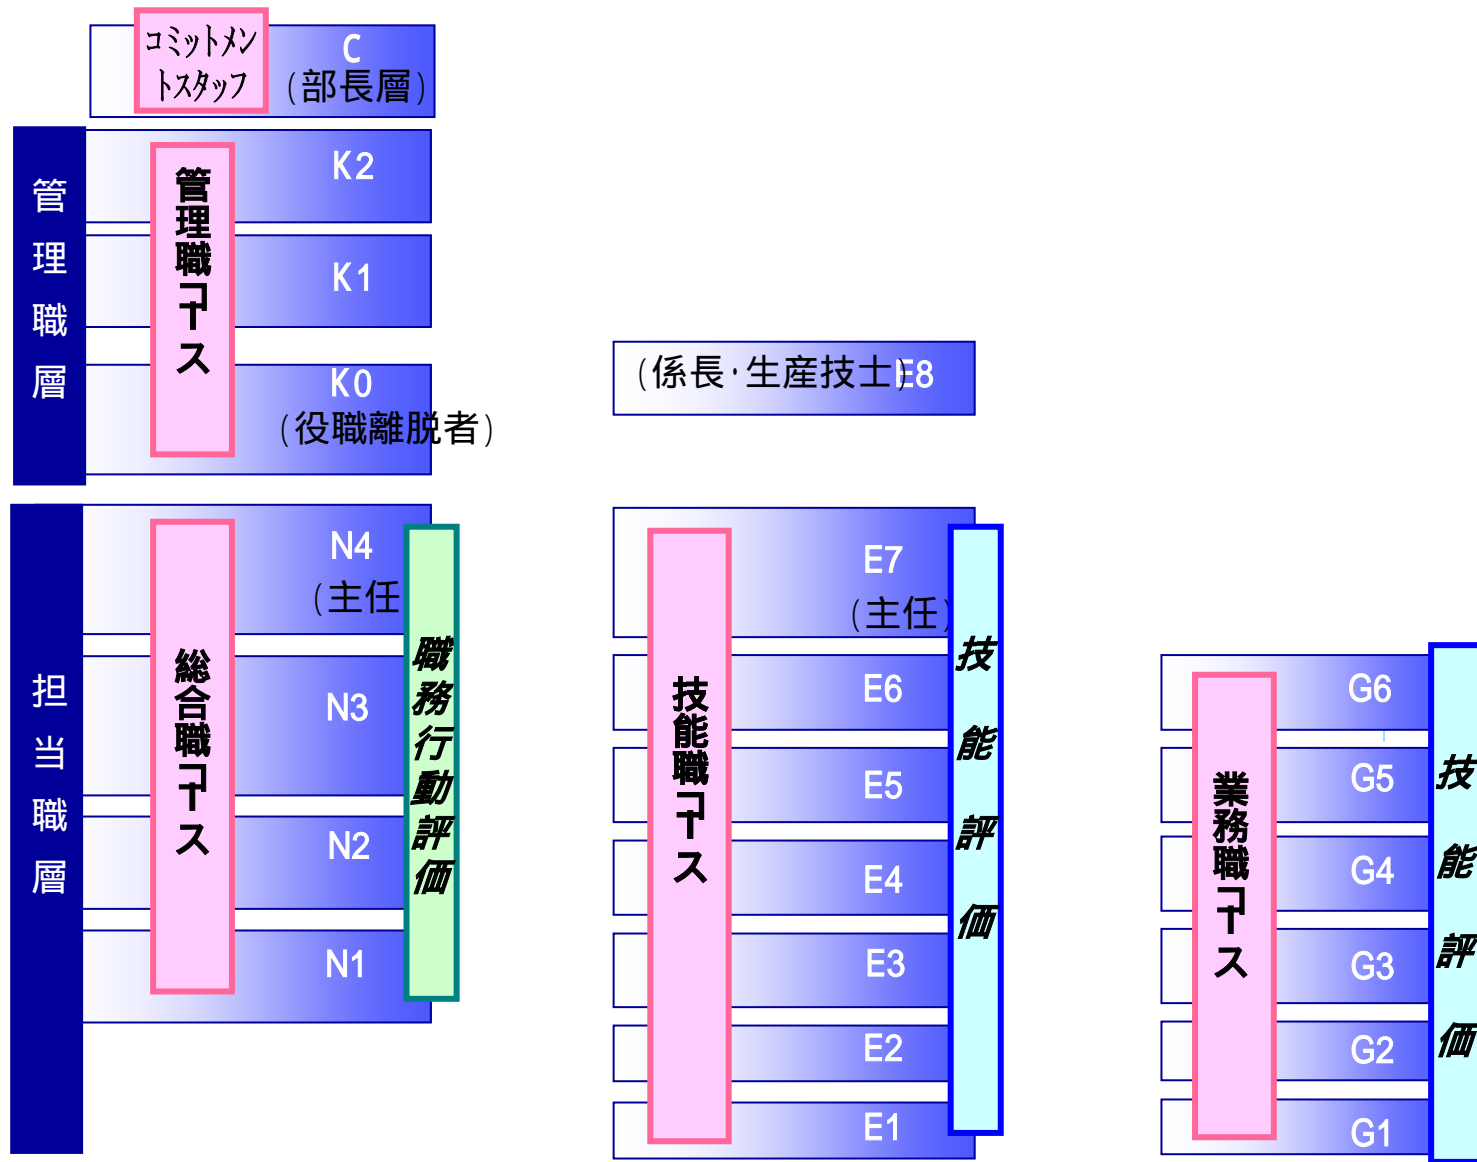 コミットメン
トスタッフ
C
(部長層)
管理職層
管理職コース
K2
K1
K0
(役職離脱者)
(係長・生産技士)
E8
担当職層
総合職コース
N4
(主任
N3
N2
N1
職務行動評価
技能職コース
E7
(主任)
E6
E5
E4
E3
E2
E1
技能評価
業務職コース
G6
G5
G4
G3
G2
G1
技能評価